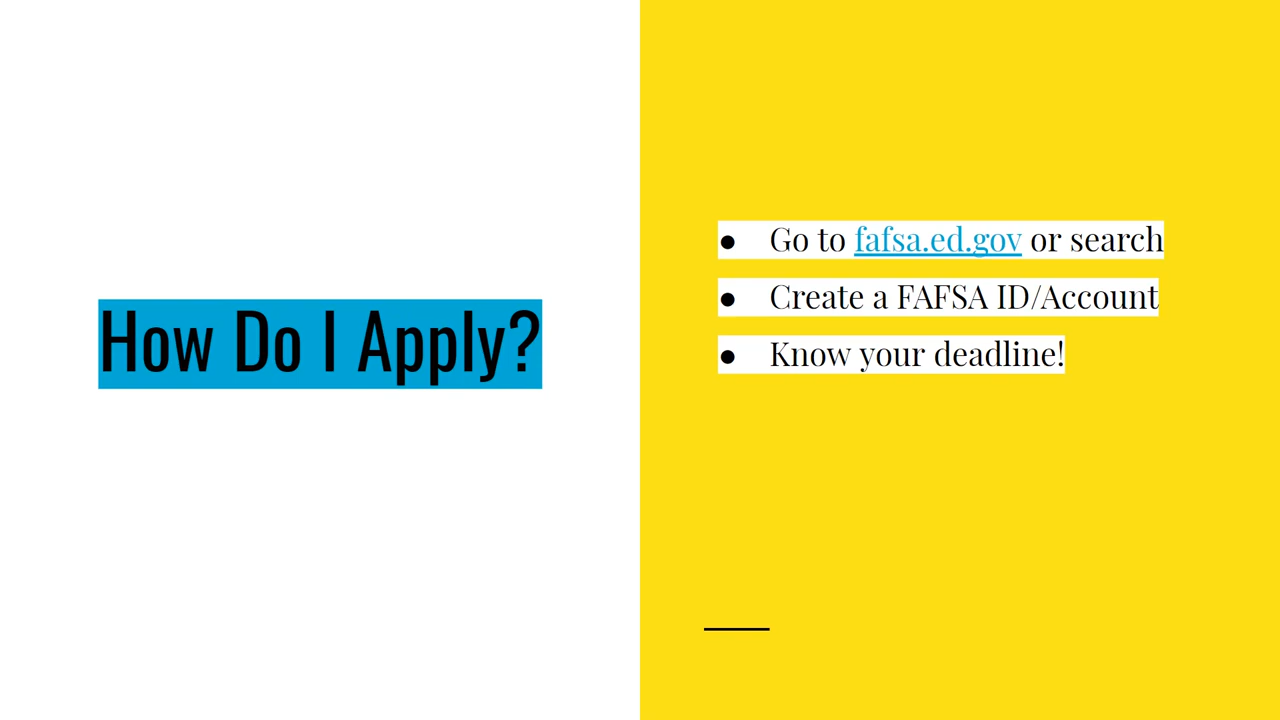 How Do I Apply?
● Go to fafsa.ed.gov or search
● Create a FAFSA ID/Account
● Know your deadline!